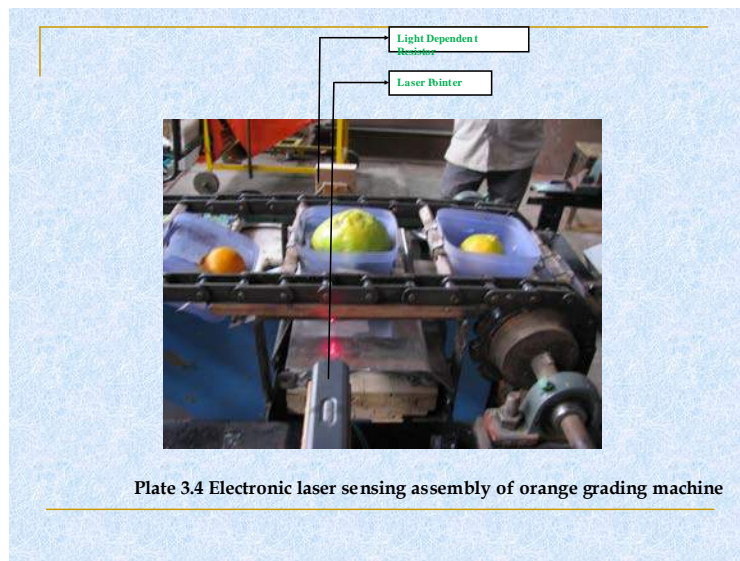 Light Dependent
Resistor
Laser Pointer
Plate 3.4 Electronic laser sensing assembly of orange grading machine